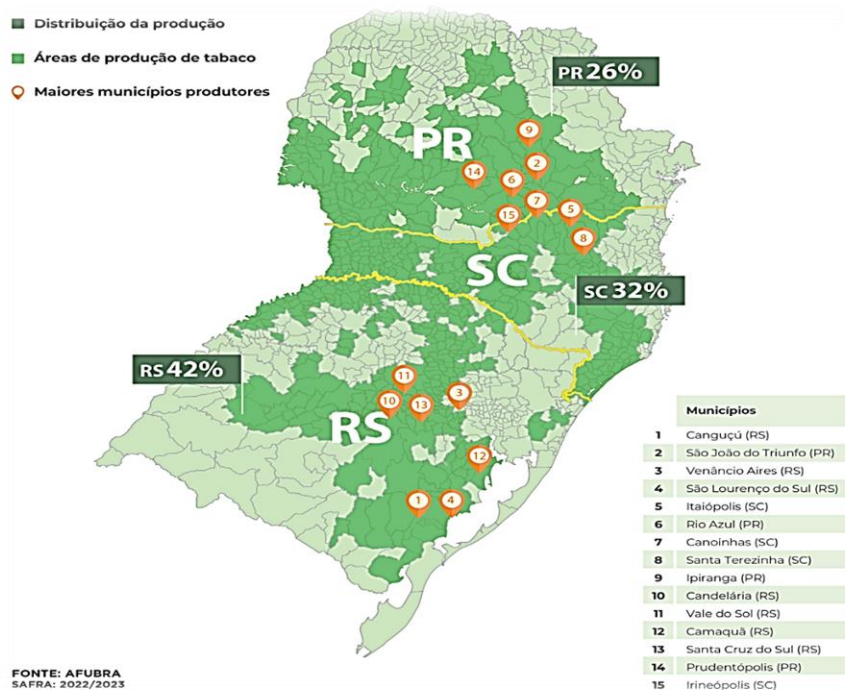 Distribuição da produção
Áreas de produção de tabaco
Maiores municípios produtores
PR 26%
9
PR
2
14
6
7
15
5
8
SC
SC 32%
RS 42%
11
10
13
3
RS
12
1
4
Municípios
1 Canguçú (RS)
2 São João do Triunfo (PR)
3 Venâncio Aires (RS)
4 São Lourenço do Sul (RS)
5 Itaiópolis (SC)
6 Rio Azul (PR)
7 Canoinhas (SC)
8 Santa Terezinha (SC)
9 Ipiranga (PR)
10 Candelária (RS)
11 Vale do Sol (RS)
12 Camaquã (RS)
13 Santa Cruz do Sul (RS)
14 Prudentópolis (PR)
15 Irineópolis (SC)
FONTE: AFUBRA
SAFRA: 2022/2023